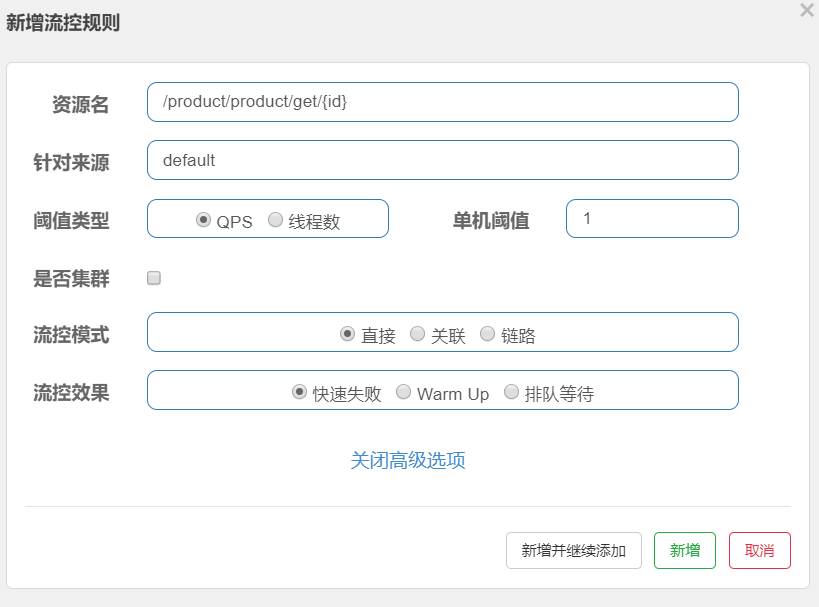 新增流控规则
资源名 /product/product/get/{id}
针对来源 default
阈值类型 QPS 线程数 单机阈值 1
是否集群
流控模式 直接 关联 链路
流控效果 快速失败 Warm Up 排队等待
关闭高级选项
新增并继续添加 新增 取消